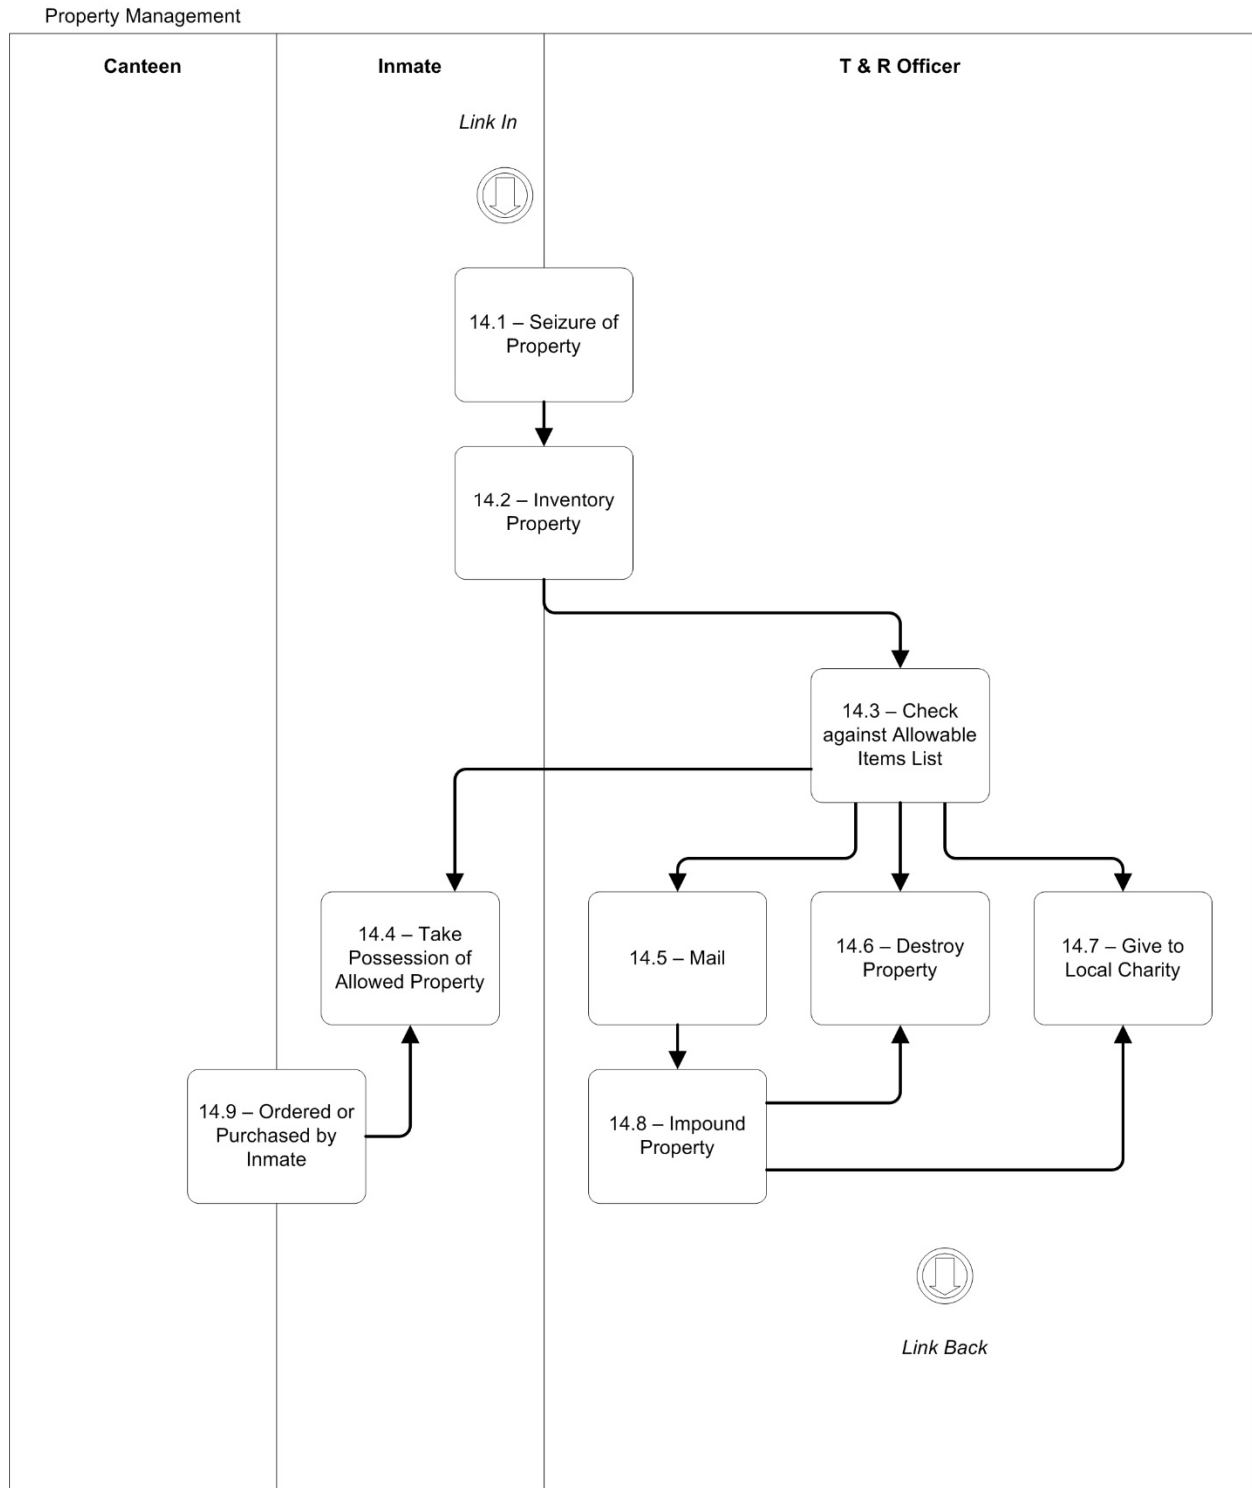 Property Management
Canteen
Inmate
T & R Officer
Link In
14.1 – Seizure of
Property
14.2 – Inventory
Property
14.3 – Check
against Allowable
Items List
14.4 – Take
Possession of
Allowed Property
14.5 – Mail
14.6 – Destroy
Property
14.7 – Give to
Local Charity
14.9 – Ordered or
Purchased by
Inmate
14.8 – Impound
Property
Link Back